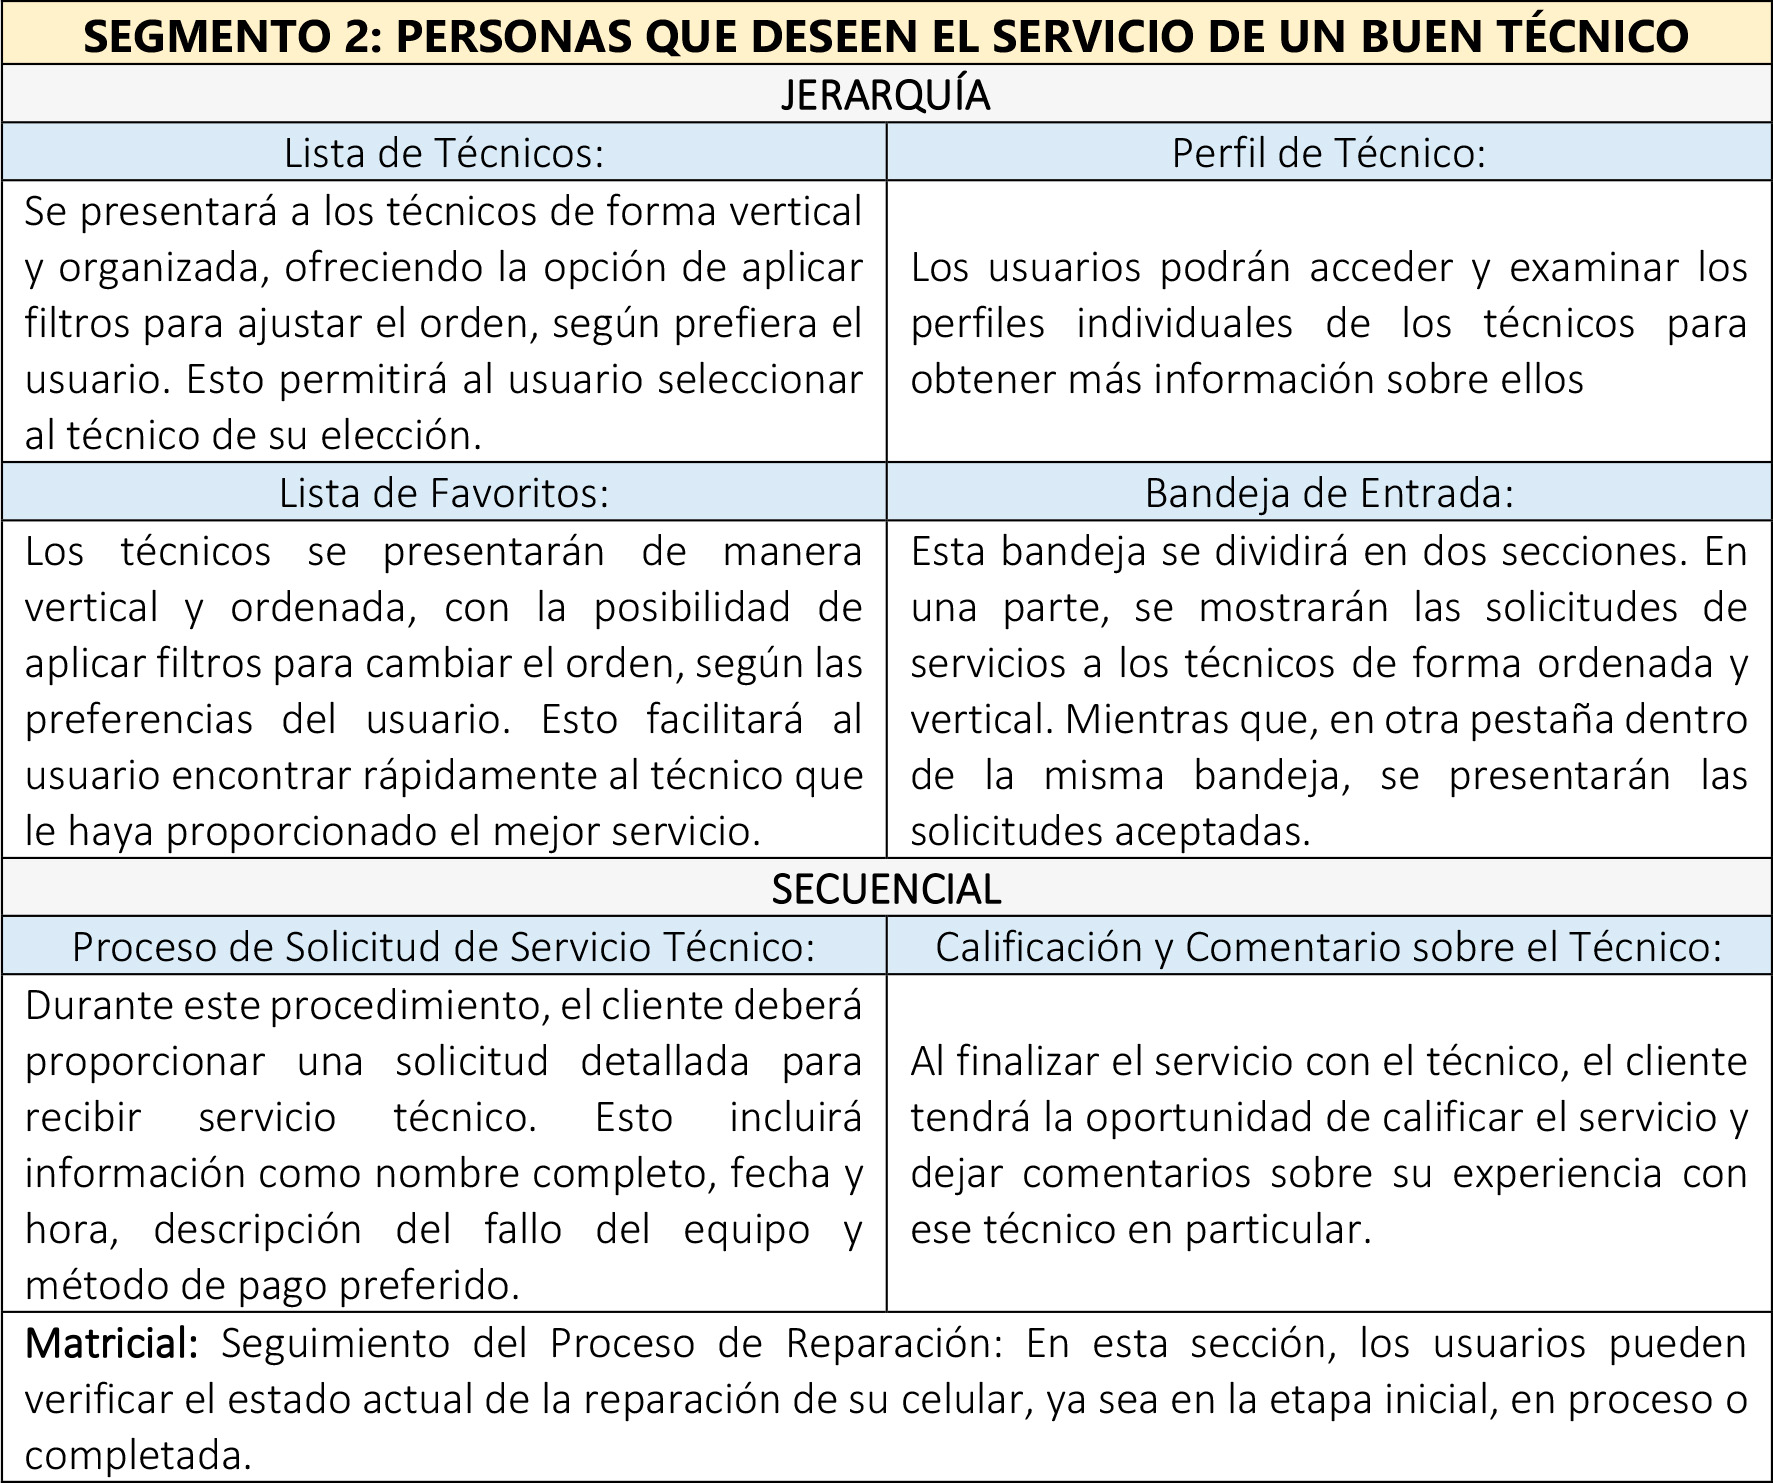 SEGMENTO 2: PERSONAS QUE DESEEN EL SERVICIO DE UN BUEN TÉCNICO
JERARQUÍA
Lista de Técnicos:
Se presentará a los técnicos de forma vertical
y organizada, ofreciendo la opción de aplicar
filtros para ajustar el orden, según prefiera el
usuario. Esto permitirá al usuario seleccionar
al técnico de su elección.
Perfil de Técnico:
Los usuarios podrán acceder y examinar los
perfiles individuales de los técnicos para
obtener más información sobre ellos
Lista de Favoritos:
Los técnicos se presentarán de manera
vertical y ordenada, con la posibilidad de
aplicar filtros para cambiar el orden, según las
preferencias del usuario. Esto facilitará al
usuario encontrar rápidamente al técnico que
le haya proporcionado el mejor servicio.
Bandeja de Entrada:
Esta bandeja se dividirá en dos secciones. En
una parte, se mostrarán las solicitudes de
servicios a los técnicos de forma ordenada y
vertical. Mientras que, en otra pestaña dentro
de la misma bandeja, se presentarán las
solicitudes aceptadas.
SECUENCIAL
Proceso de Solicitud de Servicio Técnico:
Durante este procedimiento, el cliente deberá
proporcionar una solicitud detallada para
recibir servicio técnico. Esto incluirá
información como nombre completo, fecha y
hora, descripción del fallo del equipo y
método de pago preferido.
Calificación y Comentario sobre el Técnico:
Al finalizar el servicio con el técnico, el cliente
tendrá la oportunidad de calificar el servicio y
dejar comentarios sobre su experiencia con
ese técnico en particular.
Matricial: Seguimiento del Proceso de Reparación: En esta sección, los usuarios pueden
verificar el estado actual de la reparación de su celular, ya sea en la etapa inicial, en proceso o
completada.